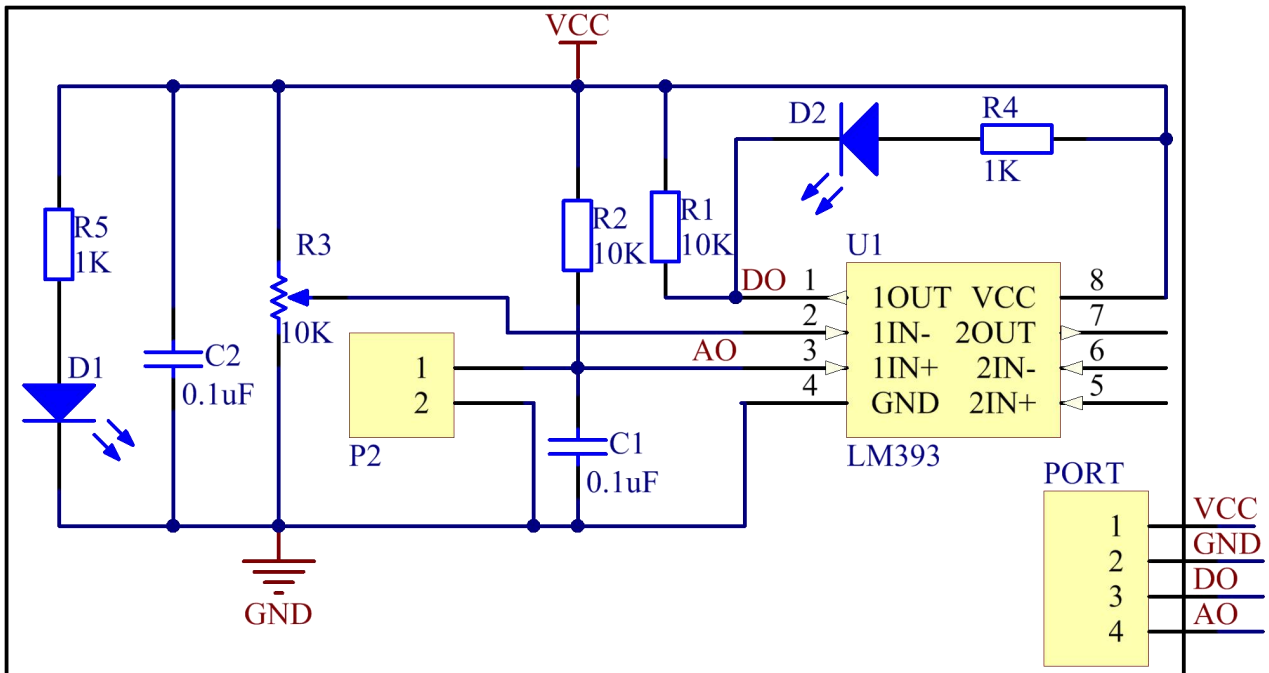 VCC
D2
R4
1K
R5
1K
R3
10K
R2
10K
R1
10K
U1
DO
1
2
AO
3
4
1OUT VCC
1IN- 2OUT
1IN+ 2IN-
GND 2IN+
8
7
6
5
LM393
D1
C2
0.1uF
1
2
P2
C1
0.1uF
GND
PORT
1 VCC
2 GND
3 DO
4 AO